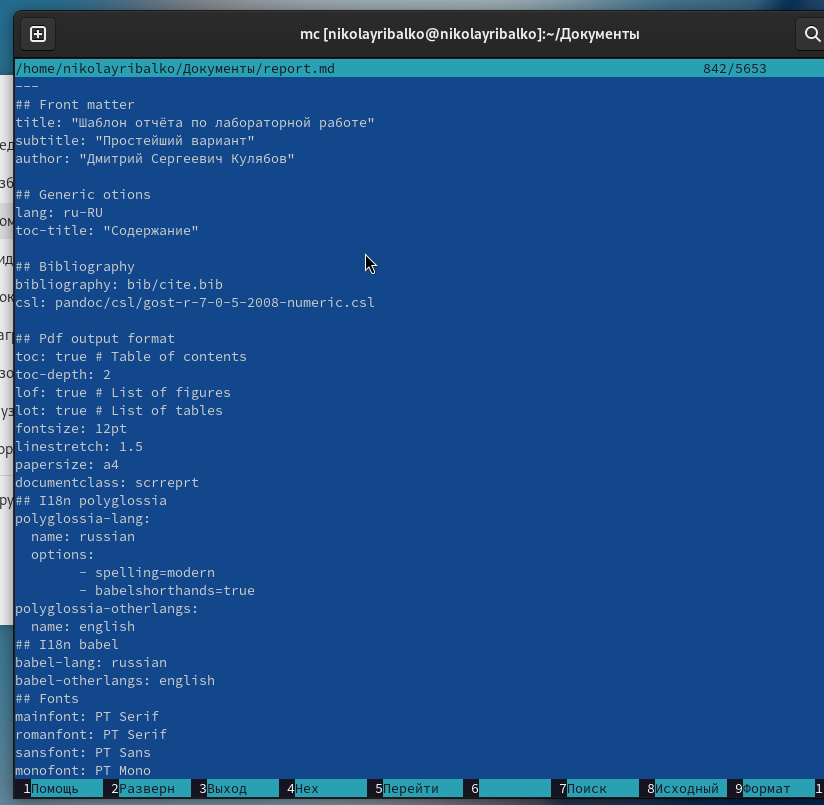 mc [nikolayribalko@nikolayribalko]:~/Документы
/home/nikolayribalko/Документы/report.md 842/5653
---
## Front matter
title: "Шаблон отчёта по лабораторной работе"
subtitle: "Простейший вариант"
author: "Дмитрий Сергеевич Кулябов"
## Generic otions
lang: ru-RU
toc-title: "Содержание"
## Bibliography
bibliography: bib/cite.bib
csl: pandoc/csl/gost-r-7-0-5-2008-numeric.csl
## Pdf output format
toc: true # Table of contents
toc-depth: 2
lof: true # List of figures
lot: true # List of tables
fontsize: 12pt
linestretch: 1.5
papersize: a4
documentclass: scrreprt
## I18n polyglossia
polyglossia-lang:
  name: russian
  options:
        - spelling=modern
        - babelshorthands=true
polyglossia-otherlangs:
  name: english
## I18n babel
babel-lang: russian
babel-otherlangs: english
## Fonts
mainfont: PT Serif
romanfont: PT Serif
sansfont: PT Sans
monofont: PT Mono
1Помощь 2Разверн 3Выход 4Hex 5Перейти 6 7Поиск 8Исходный 9Формат 1